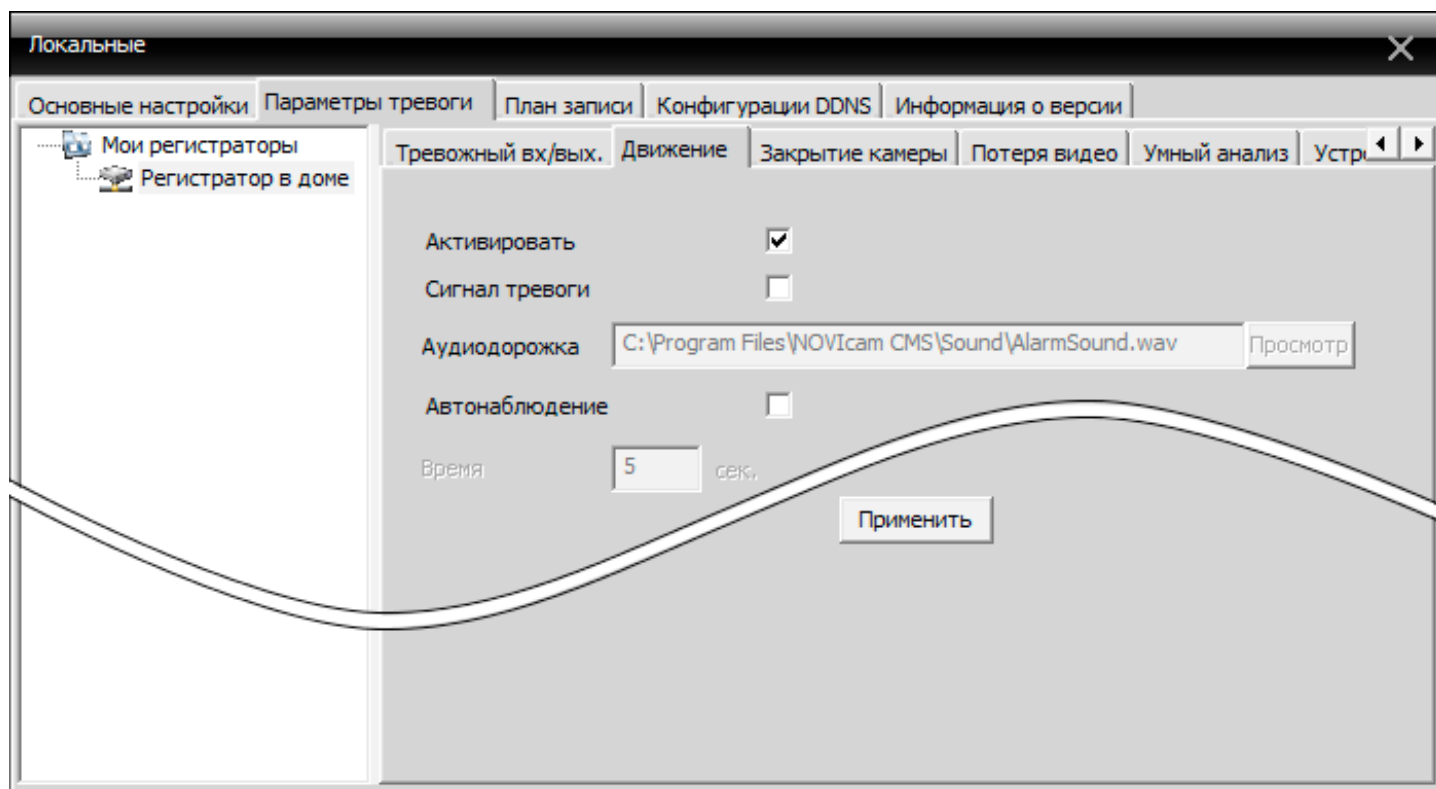 Локальные
Основные настройки Параметры тревоги План записи Конфигурации DDNS Информация о версии
Мои регистраторы
Регистратор в доме
Тревожный вх/вых. Движение Закрытие камеры Потеря видео Умный анализ Устро
Активировать
Сигнал тревоги
Аудиодорожка C:\Program Files\NOVIcam CMS\Sound\AlarmSound.wav Просмотр
Автонаблюдение
Время 5 сек.
Применить